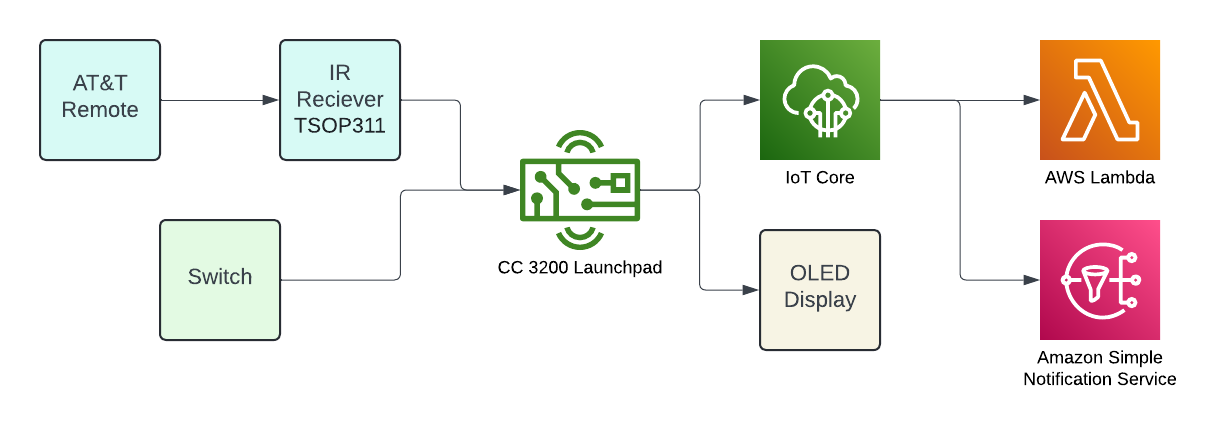 AT&T
Remote
IR
Reciever
TSOP311
Switch
CC 3200 Launchpad
IoT Core
OLED
Display
AWS Lambda
Amazon Simple
Notification Service